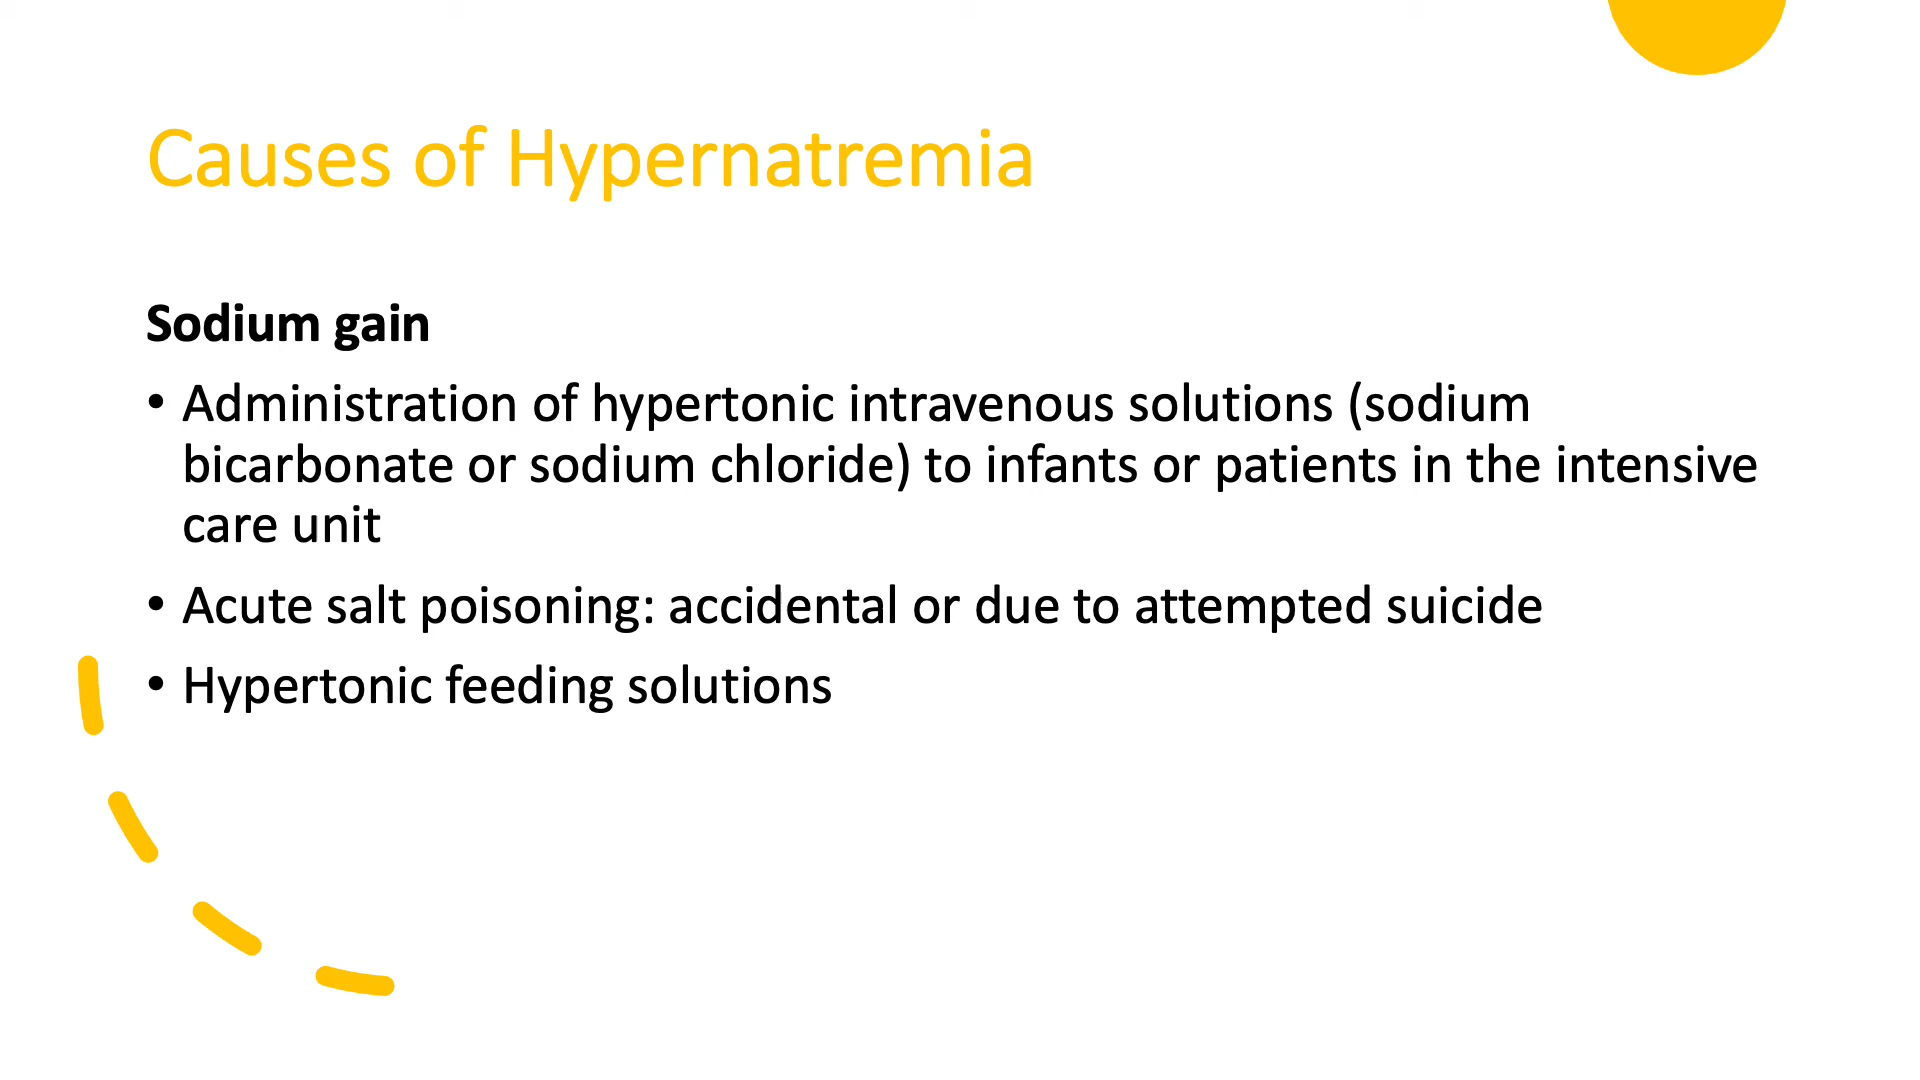 Causes of Hypernatremia
Sodium gain
• Administration of hypertonic intravenous solutions (sodium
bicarbonate or sodium chloride) to infants or patients in the intensive
care unit
• Acute salt poisoning: accidental or due to attempted suicide
• Hypertonic feeding solutions